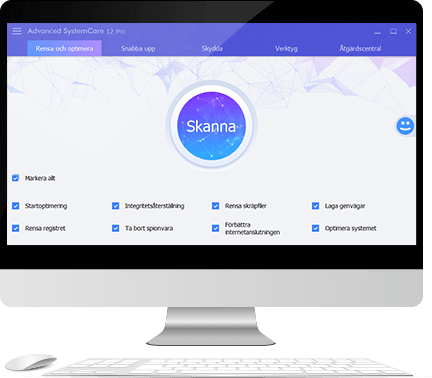 Advanced SystemCare 12 Pro
Rensa och optimera Snabba upp Skydda Verktyg Åtgärdscentral
Skanna
Markera allt
Startoptimering Integritetsåterställning Rensa skräpfiler Laga genvägar
Rensa registret Ta bort spionvara Förbättra internetanslutningen Optimera systemet